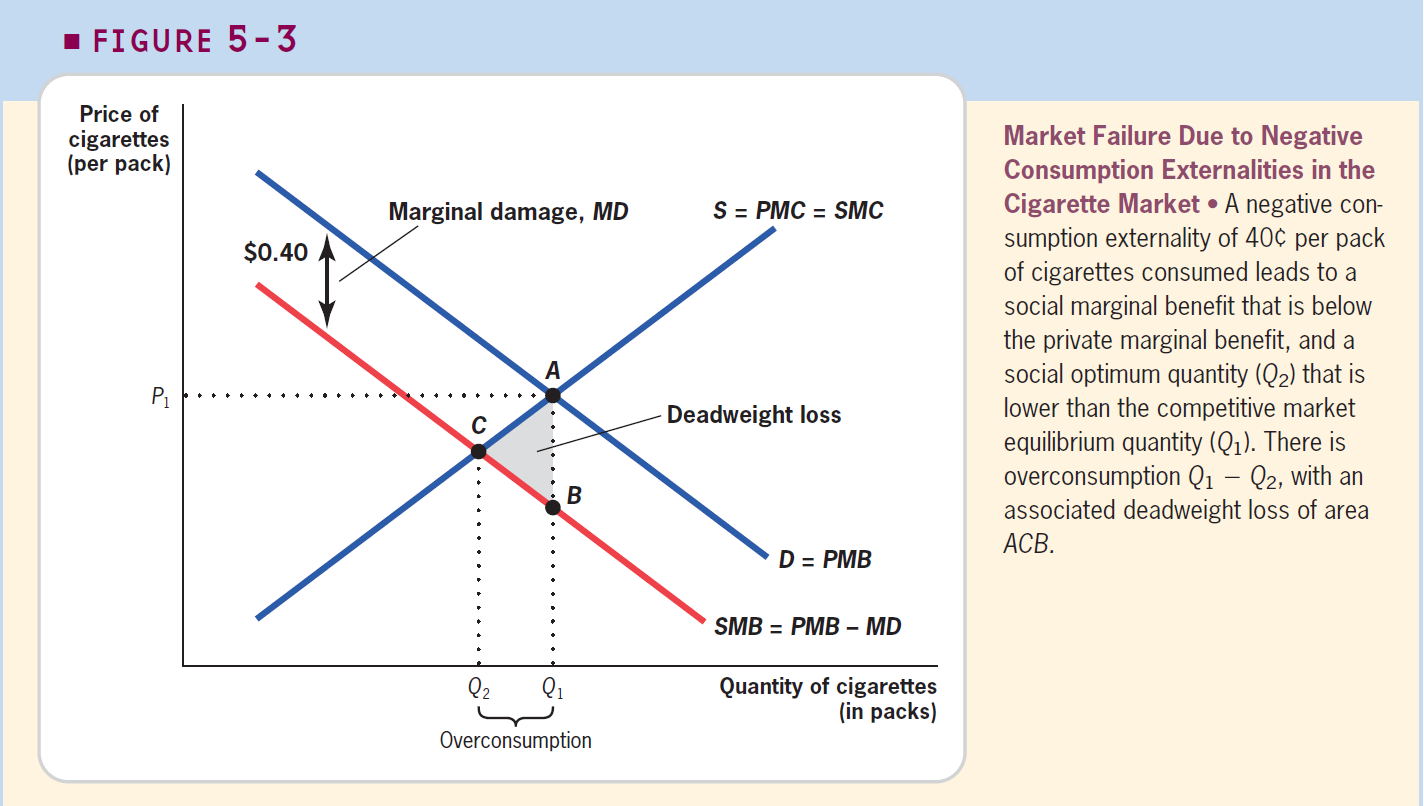 ■ FIGURE 5-3
Price of
cigarettes
(per pack)
Marginal damage, MD
S = PMC = SMC
$0.40
A
P₁
C
Deadweight loss
B
D = PMB
SMB = PMB – MD
Q₂
Q₁
Quantity of cigarettes
(in packs)
Overconsumption
Market Failure Due to Negative
Consumption Externalities in the
Cigarette Market • A negative con-
sumption externality of 40¢ per pack
of cigarettes consumed leads to a
social marginal benefit that is below
the private marginal benefit, and a
social optimum quantity (Q₂) that is
lower than the competitive market
equilibrium quantity (Q₁). There is
overconsumption Q₁ − Q₂, with an
associated deadweight loss of area
ACB.